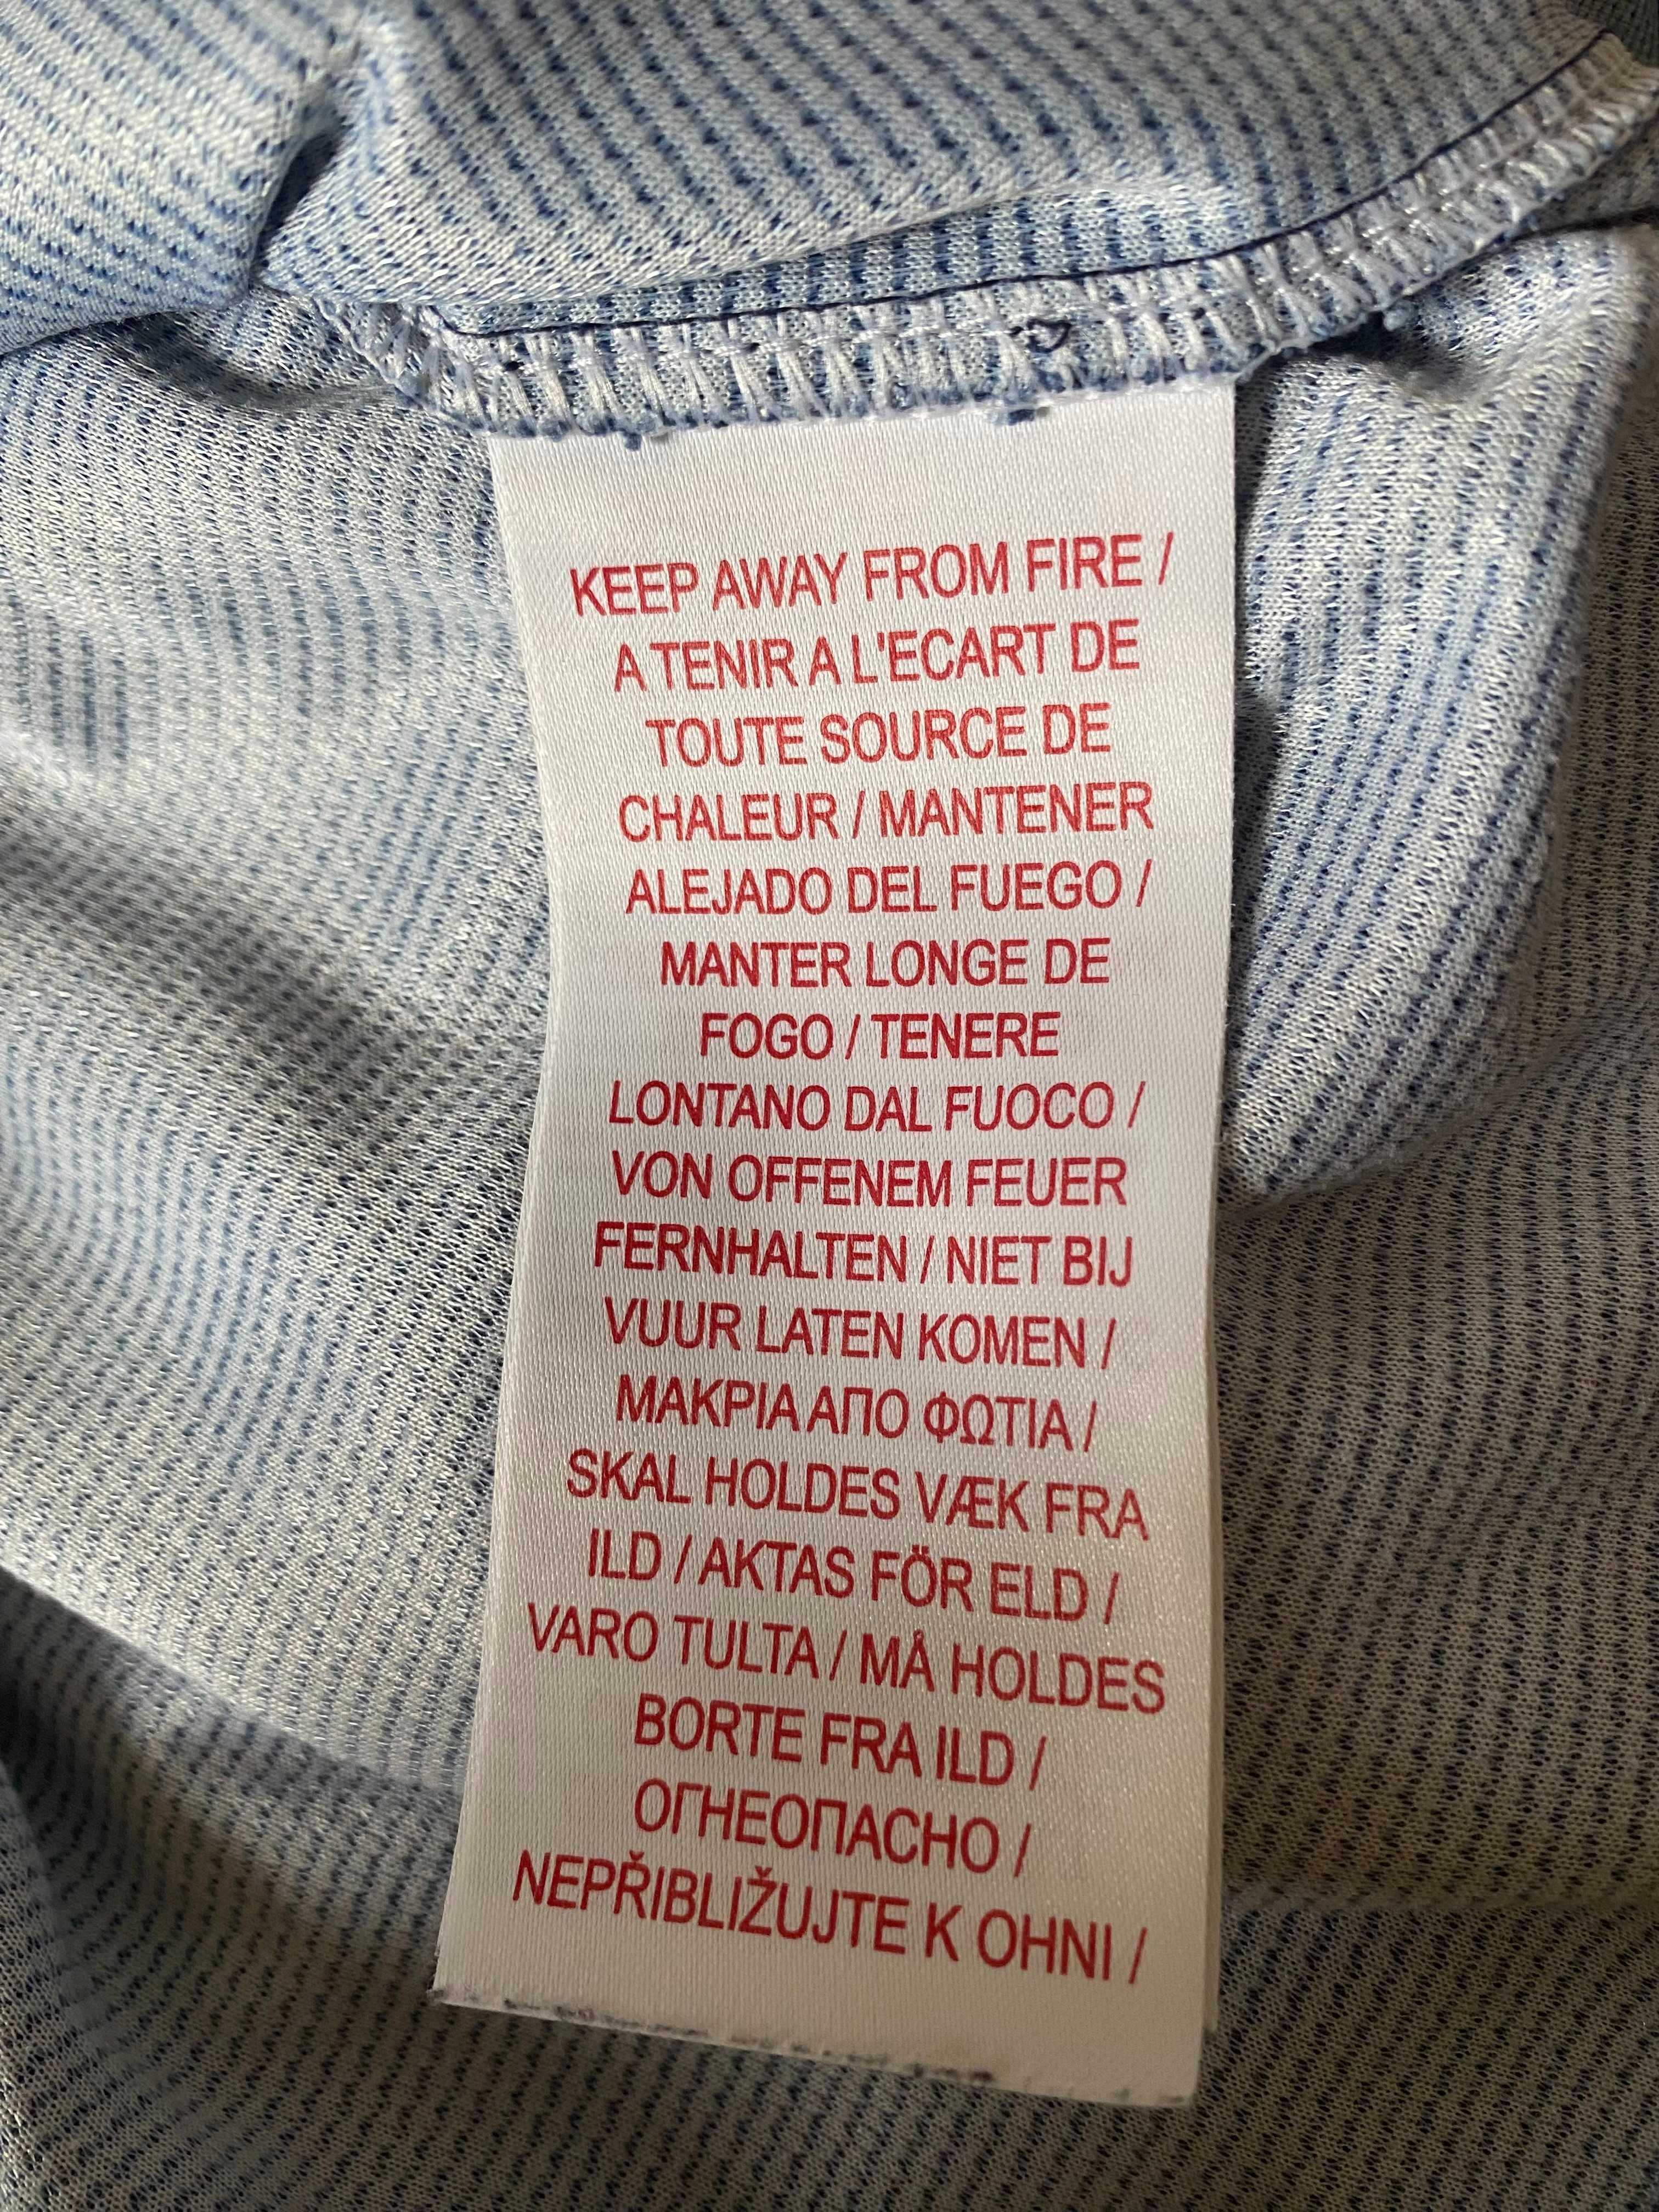 KEEP AWAY FROM FIRE /
A TENIR A L'ECART DE
TOUTE SOURCE DE
CHALEUR / MANTENER
ALEJADO DEL FUEGO /
MANTER LONGE DE
FOGO / TENERE
LONTANO DAL FUOCO /
VON OFFENEM FEUER
FERNHALTEN / NIET BIJ
VUUR LATEN KOMEN /
ΜΑΚΡΙΑ ΑΠΟ ΦΩΤΙΑ /
SKAL HOLDES VÆK FRA
ILD / AKTAS FÖR ELD /
VARO TULTA / MÅ HOLDES
BORTE FRA ILD /
ОГНЕОПАСНО /
NEPŘIBLIŽUJTE K OHNI /